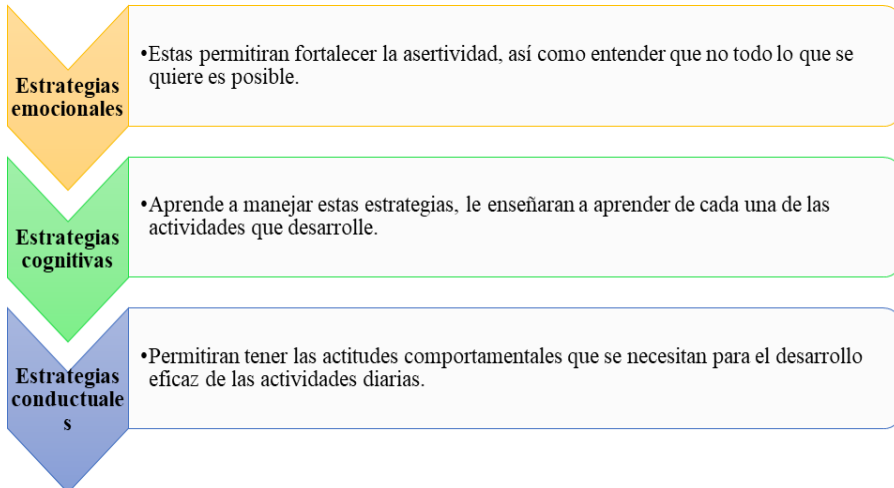 Estrategias
emocionales
•Estas permitiran fortalecer la asertividad, así como entender que no todo lo que se
quiere es posible.
Estrategias
cognitivas
•Aprende a manejar estas estrategias, le enseñaran a aprender de cada una de las
actividades que desarrolle.
Estrategias
conductuale
s
•Permitiran tener las actitudes comportamentales que se necesitan para el desarrollo
eficaz de las actividades diarias.